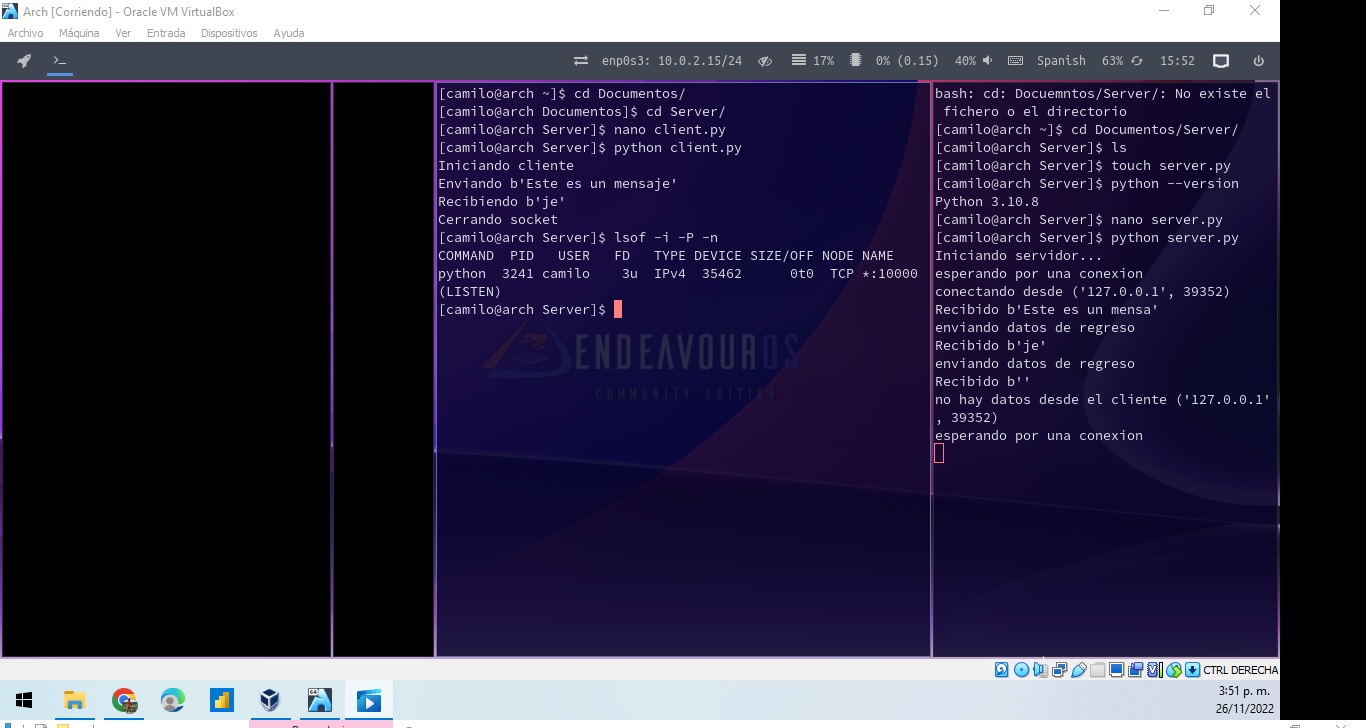 Arch [Corriendo] - Oracle VM VirtualBox
Archivo Máquina Ver Entrada Dispositivos Ayuda
enp0s3: 10.0.2.15/24 17% 0% (0.15) 40% Spanish 63% 15:52
[camilo@arch ~]$ cd Documentos/
[camilo@arch Documentos]$ cd Server/
[camilo@arch Server]$ nano client.py
[camilo@arch Server]$ python client.py
Iniciando cliente
Enviando b'Este es un mensaje'
Recibiendo b'je'
Cerrando socket
[camilo@arch Server]$ lsof -i -P -n
COMMAND  PID   USER   FD   TYPE DEVICE SIZE/OFF NODE NAME
python  3241 camilo    3u  IPv4  35462      0t0  TCP *:10000
(LISTEN)
[camilo@arch Server]$
ENDEAVOUROS
COMMUNITY EDITION
bash: cd: Docuemntos/Server/: No existe el
fichero o el directorio
[camilo@arch ~]$ cd Documentos/Server/
[camilo@arch Server]$ ls
[camilo@arch Server]$ touch server.py
[camilo@arch Server]$ python --version
Python 3.10.8
[camilo@arch Server]$ nano server.py
[camilo@arch Server]$ python server.py
Iniciando servidor...
esperando por una conexion
conectando desde ('127.0.0.1', 39352)
Recibido b'Este es un mensa'
enviando datos de regreso
Recibido b'je'
enviando datos de regreso
Recibido b''
no hay datos desde el cliente ('127.0.0.1'
, 39352)
esperando por una conexion
CTRL DERECHA
3:51 p. m.
26/11/2022